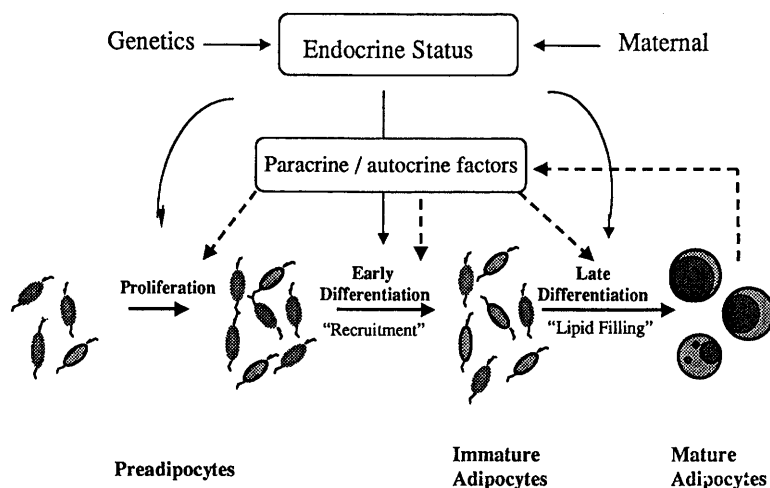 Genetics
Endocrine Status
Maternal
Paracrine / autocrine factors
Proliferation
Early
Differentiation
"Recruitment"
Late
Differentiation
"Lipid Filling"
Preadipocytes
Immature
Adipocytes
Mature
Adipocytes